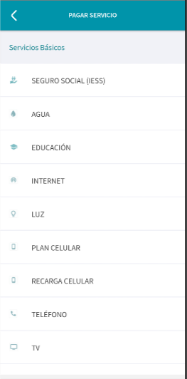 PAGAR SERVICIO
Servicios Básicos
SEGURO SOCIAL (IESS)
AGUA
EDUCACIÓN
INTERNET
LUZ
PLAN CELULAR
RECARGA CELULAR
TELÉFONO
TV